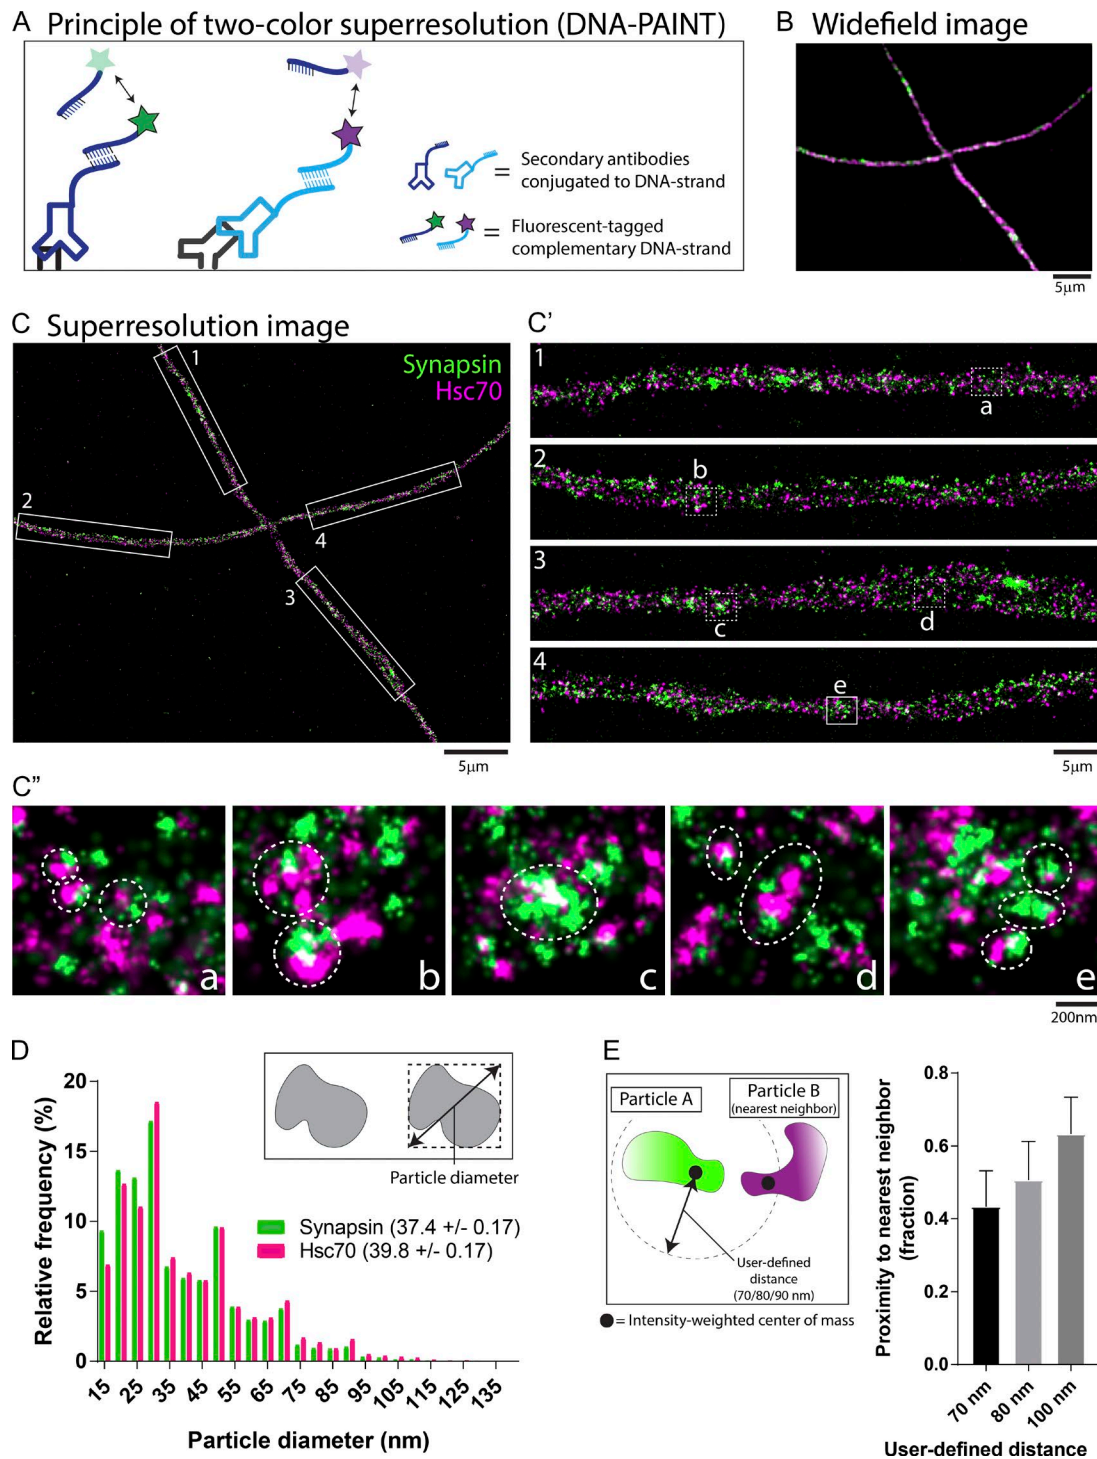 A Principle of two-color superresolution (DNA-PAINT)
= Secondary antibodies
conjugated to DNA-strand
= Fluorescent-tagged
complementary DNA-strand
B Widefield image
5μm
C Superresolution image
Synapsin
Hsc70
1
2
3
4
5μm
C’
1
a
2
b
3
c
d
4
e
5μm
C”
a
b
c
d
e
200nm
D
Relative frequency (%)
20
15
10
5
0
Particle diameter
Synapsin (37.4 +/- 0.17)
Hsc70 (39.8 +/- 0.17)
15 25 35 45 55 65 75 85 95 105 115 125 135
Particle diameter (nm)
E
Particle A
Particle B
(nearest neighbor)
User-defined
distance
(70/80/90 nm)
= Intensity-weighted center of mass
Proximity to nearest neighbor
(fraction)
0.8
0.6
0.4
0.2
0.0
70 nm
80 nm
100 nm
User-defined distance